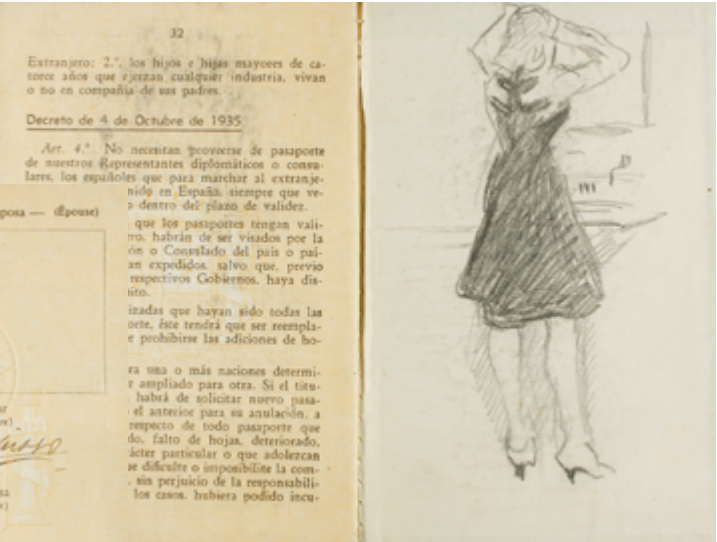 32
Extranjero; 2.º, los hijos e hijas mayores de ca-
torce años que ejerzan cualquier industria, vivan
o no en compañía de sus padres.
Decreto de 4 de Octubre de 1935
Art. 4.º No necesitan proveerse de pasaporte
de nuestros Representantes diplomáticos o consu-
lares, los españoles que para marchar al extranje-
nido en España, siempre que ve-
dentro del plazo de validez.
posa — (Épouse)
que los pasaportes tengan vali-
ro, habrán de ser visados por la
ón o Consulado del país o paí-
an expedidos, salvo que, previo
respectivos Gobiernos, haya dis-
ito.
izadas que hayan sido todas las
orte, éste tendrá que ser reempla-
e prohibirse las adiciones de ho-
ra una o más naciones determi-
r ampliado para otra. Si el titu-
habrá de solicitar nuevo pasa-
el anterior para su anulación, a
respecto de todo pasaporte que
do, falto de hojas, deteriorado,
ácter particular o que adolezcan
se dificulte o imposibilite la com-
, sin perjuicio de la responsabili-
los casos, hubiera podido incu-